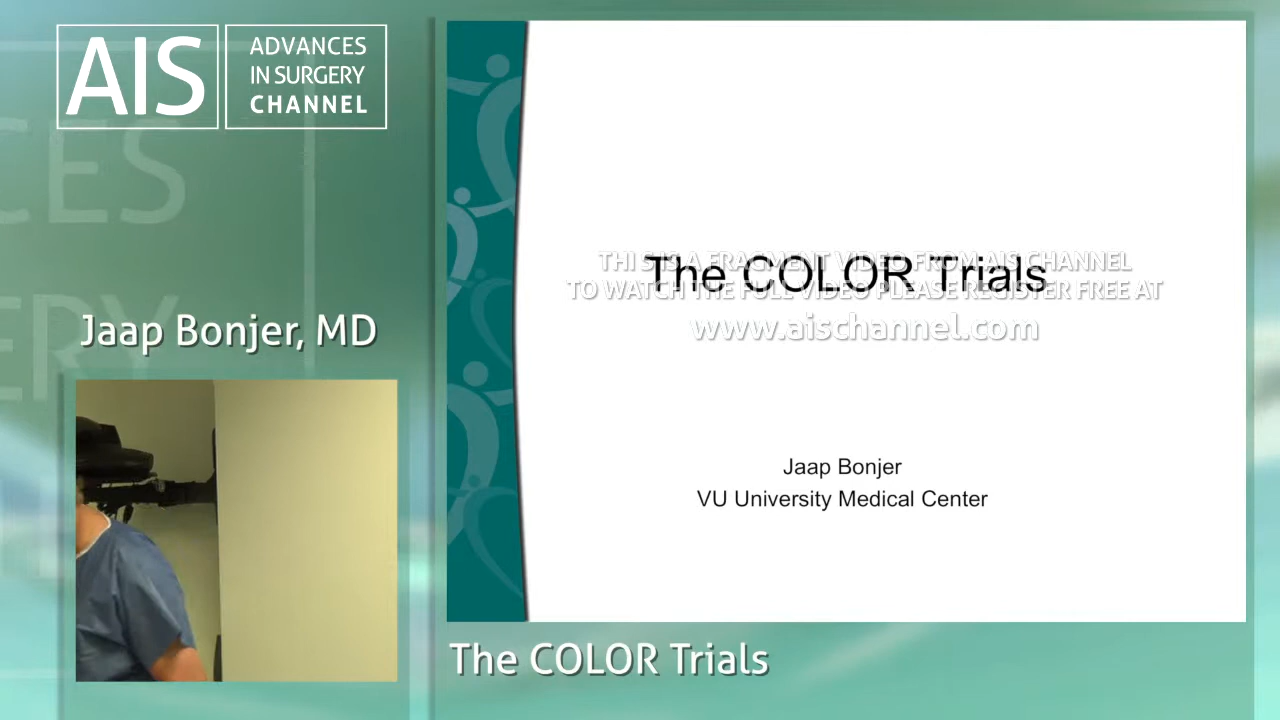 AIS
ADVANCES
IN SURGERY
CHANNEL
Jaap Bonjer, MD
The COLOR Trials
THIS IS A FRAGMENT VIDEO FROM AIS CHANNEL
TO WATCH THE FULL VIDEO PLEASE REGISTER FREE AT
www.aischannel.com
Jaap Bonjer
VU University Medical Center
The COLOR Trials
CES
ERY